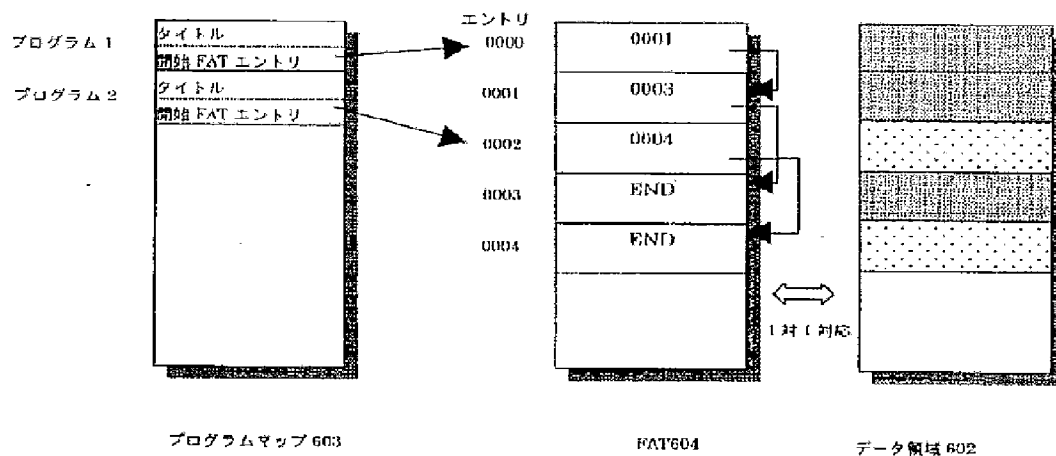 プログラム 1
タイトル
開始 FAT エントリ
プログラム 2
タイトル
開始 FAT エントリ
エントリ
0000
0001
0002
0003
0004
0001
0003
0004
END
END
1 対 1 対応
プログラムマップ 603
FAT604
データ領域 602